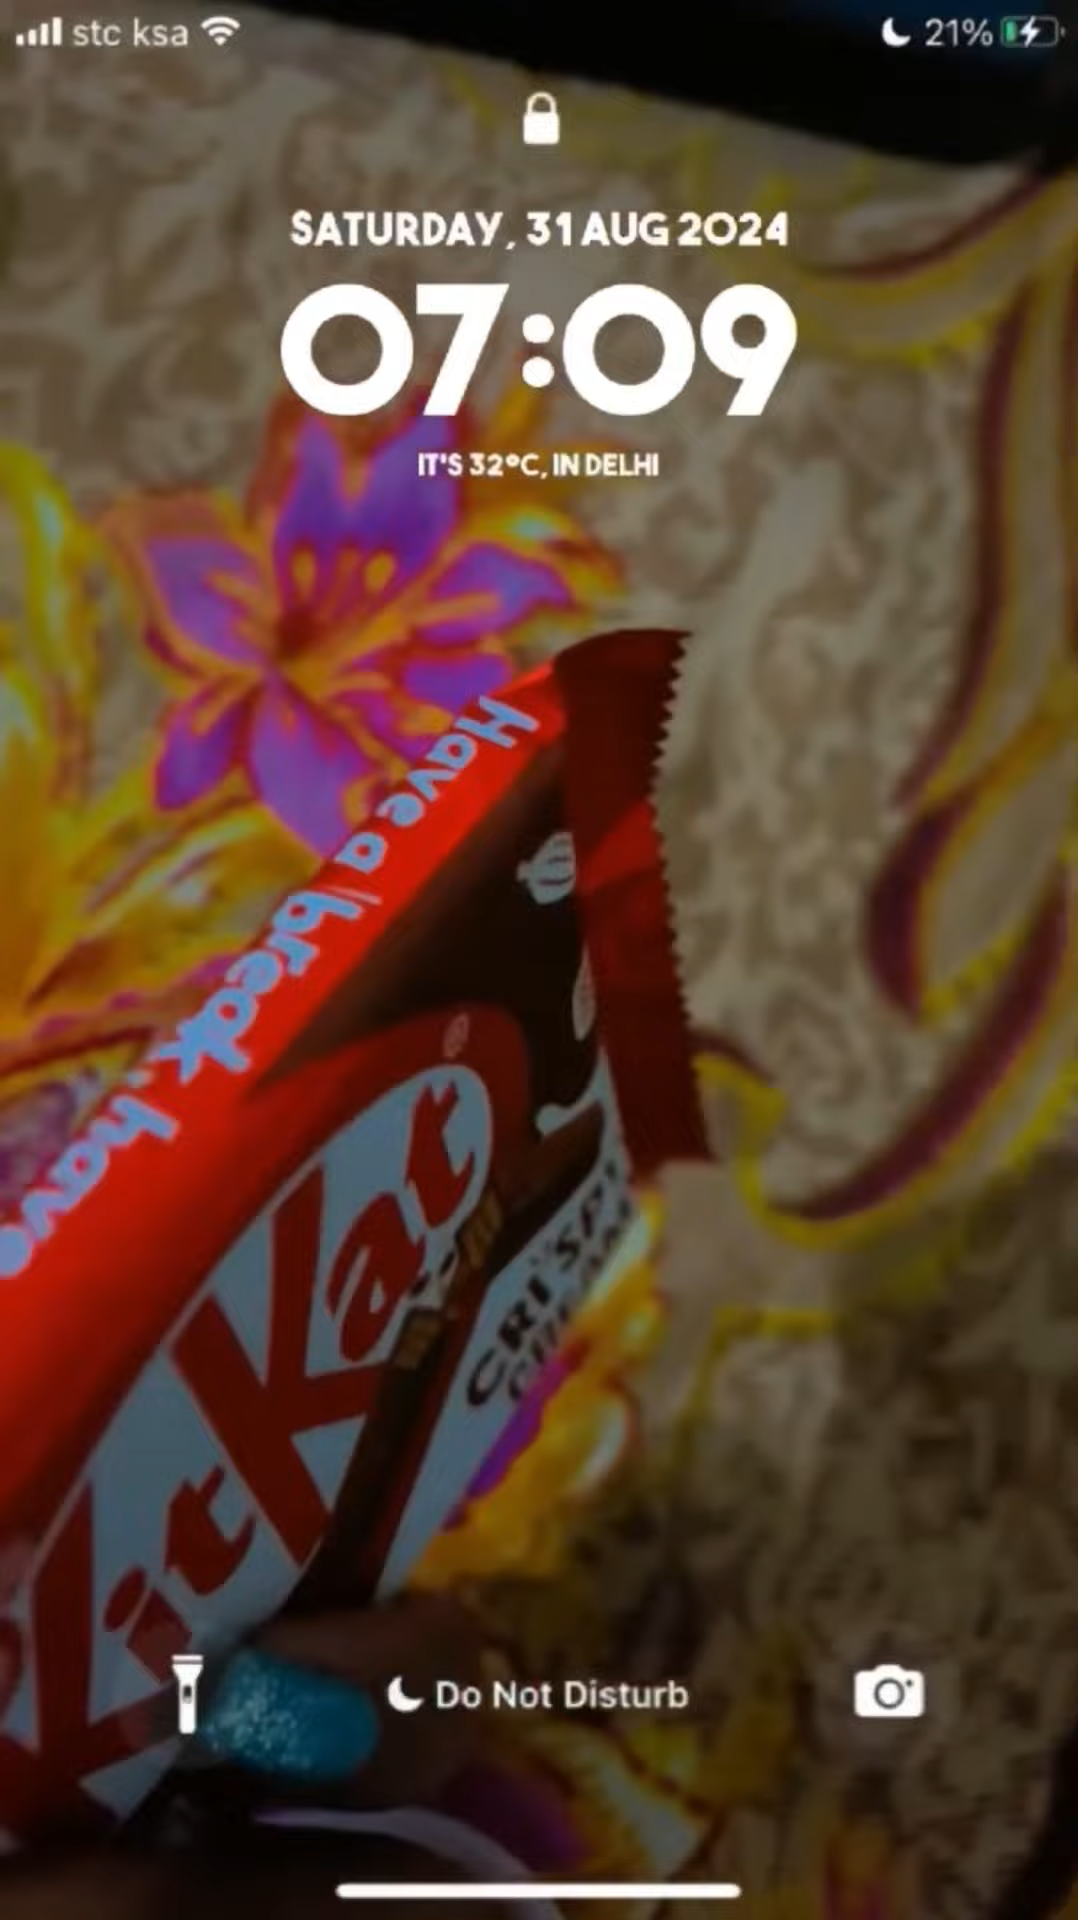 stc ksa 21%
SATURDAY, 31 AUG 2024
07:09
IT'S 32°C, IN DELHI
Have a break, have
KitKat
CRISPY
Do Not Disturb